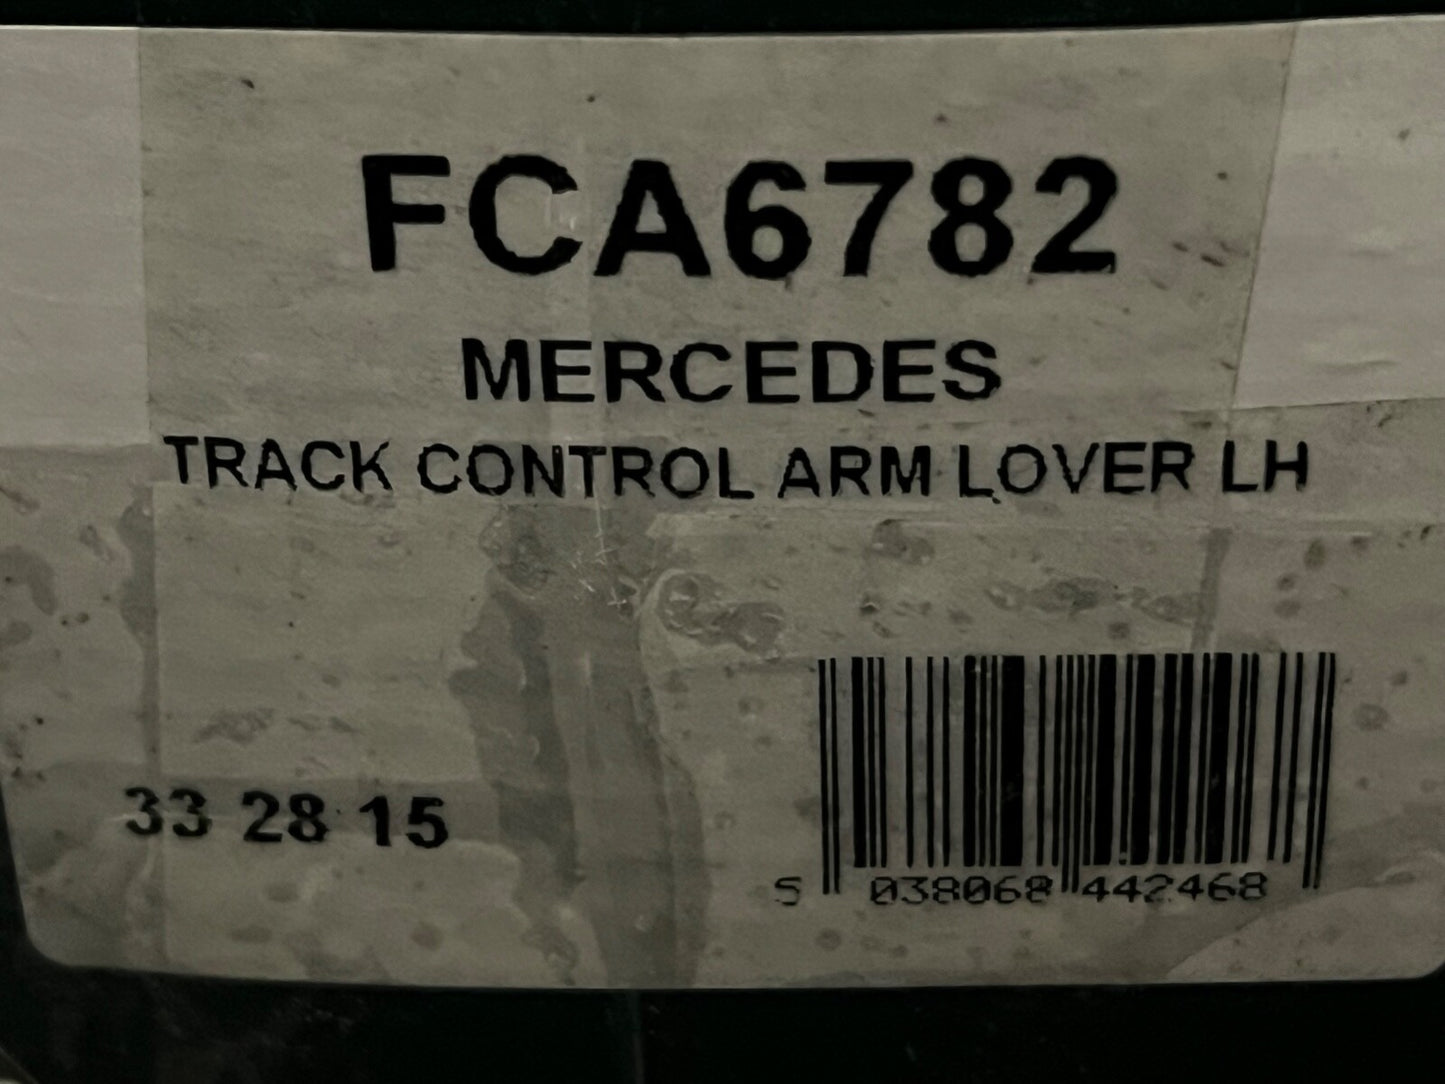 FCA6782
MERCEDES
TRACK CONTROL ARM LOVER LH
33 28 15
5 038068 442468